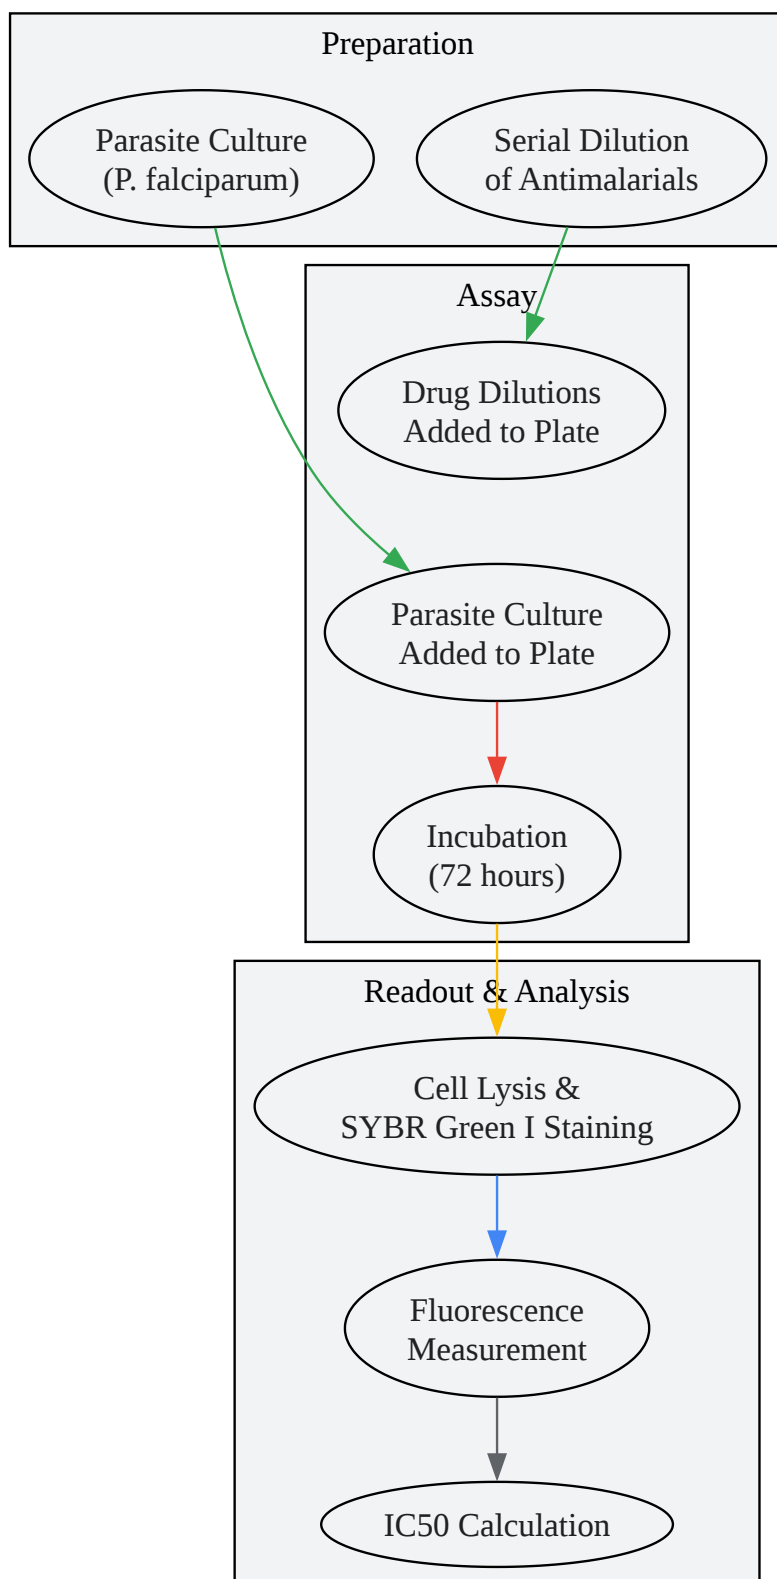 Preparation
Parasite Culture
(P. falciparum)
Serial Dilution
of Antimalarials
Assay
Drug Dilutions
Added to Plate
Parasite Culture
Added to Plate
Incubation
(72 hours)
Readout & Analysis
Cell Lysis &
SYBR Green I Staining
Fluorescence
Measurement
IC50 Calculation